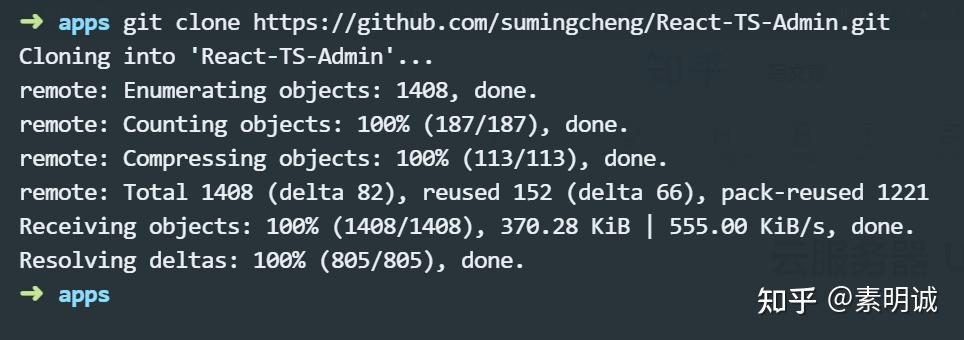 ➜ apps git clone https://github.com/sumingcheng/React-TS-Admin.git
Cloning into 'React-TS-Admin'...
remote: Enumerating objects: 1408, done.
remote: Counting objects: 100% (187/187), done.
remote: Compressing objects: 100% (113/113), done.
remote: Total 1408 (delta 82), reused 152 (delta 66), pack-reused 1221
Receiving objects: 100% (1408/1408), 370.28 KiB | 555.00 KiB/s, done.
Resolving deltas: 100% (805/805), done.
➜ apps
知乎 @素明诚